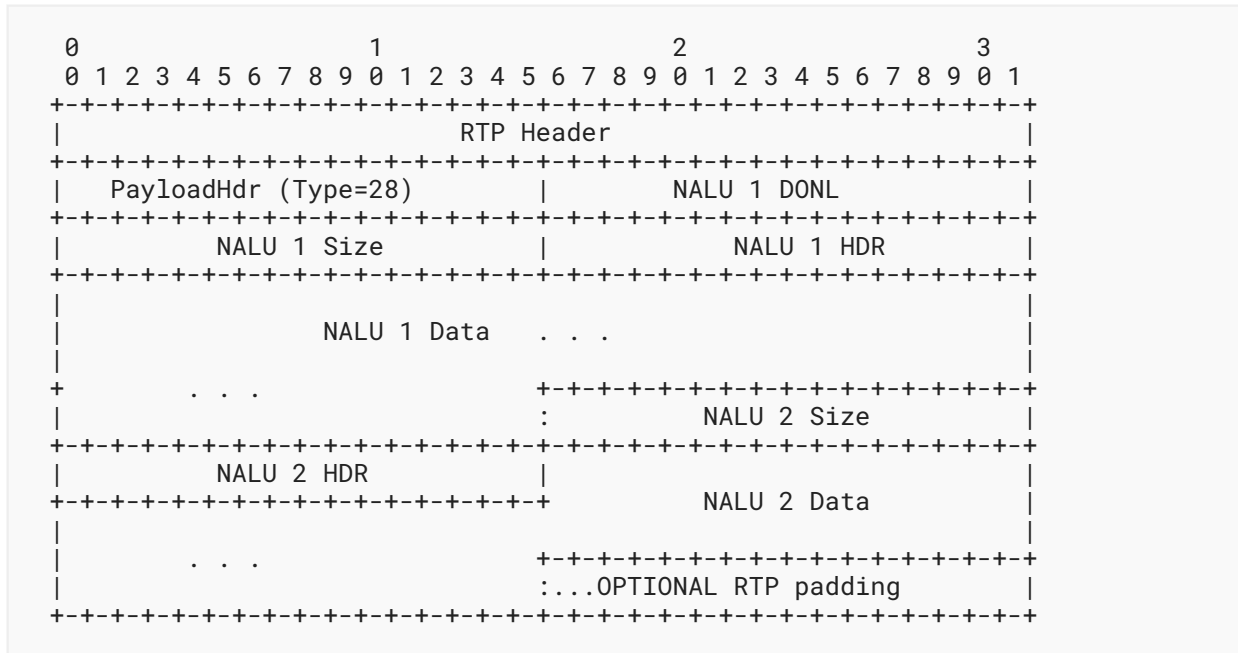 0                   1                   2                   3
 0 1 2 3 4 5 6 7 8 9 0 1 2 3 4 5 6 7 8 9 0 1 2 3 4 5 6 7 8 9 0 1
+-+-+-+-+-+-+-+-+-+-+-+-+-+-+-+-+-+-+-+-+-+-+-+-+-+-+-+-+-+-+-+-+
|                          RTP Header                           |
+-+-+-+-+-+-+-+-+-+-+-+-+-+-+-+-+-+-+-+-+-+-+-+-+-+-+-+-+-+-+-+-+
|   PayloadHdr (Type=28)        |        NALU 1 DONL            |
+-+-+-+-+-+-+-+-+-+-+-+-+-+-+-+-+-+-+-+-+-+-+-+-+-+-+-+-+-+-+-+-+
|          NALU 1 Size          |            NALU 1 HDR         |
+-+-+-+-+-+-+-+-+-+-+-+-+-+-+-+-+-+-+-+-+-+-+-+-+-+-+-+-+-+-+-+-+
|                                                               |
|                 NALU 1 Data   . . .                           |
|                                                               |
+        . . .                  +-+-+-+-+-+-+-+-+-+-+-+-+-+-+-+-+
|                               :          NALU 2 Size          |
+-+-+-+-+-+-+-+-+-+-+-+-+-+-+-+-+-+-+-+-+-+-+-+-+-+-+-+-+-+-+-+-+
|          NALU 2 HDR           |                               |
+-+-+-+-+-+-+-+-+-+-+-+-+-+-+-+-+          NALU 2 Data          |
|                                                               |
|        . . .                  +-+-+-+-+-+-+-+-+-+-+-+-+-+-+-+-+
|                               :...OPTIONAL RTP padding        |
+-+-+-+-+-+-+-+-+-+-+-+-+-+-+-+-+-+-+-+-+-+-+-+-+-+-+-+-+-+-+-+-+